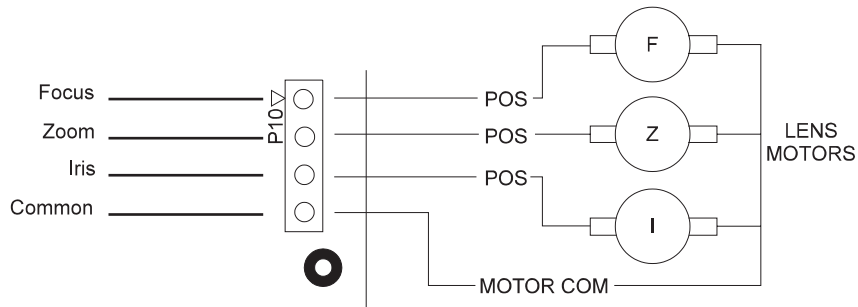 Focus
Zoom
Iris
Common
P10
POS
POS
POS
MOTOR COM
F
Z
I
LENS
MOTORS